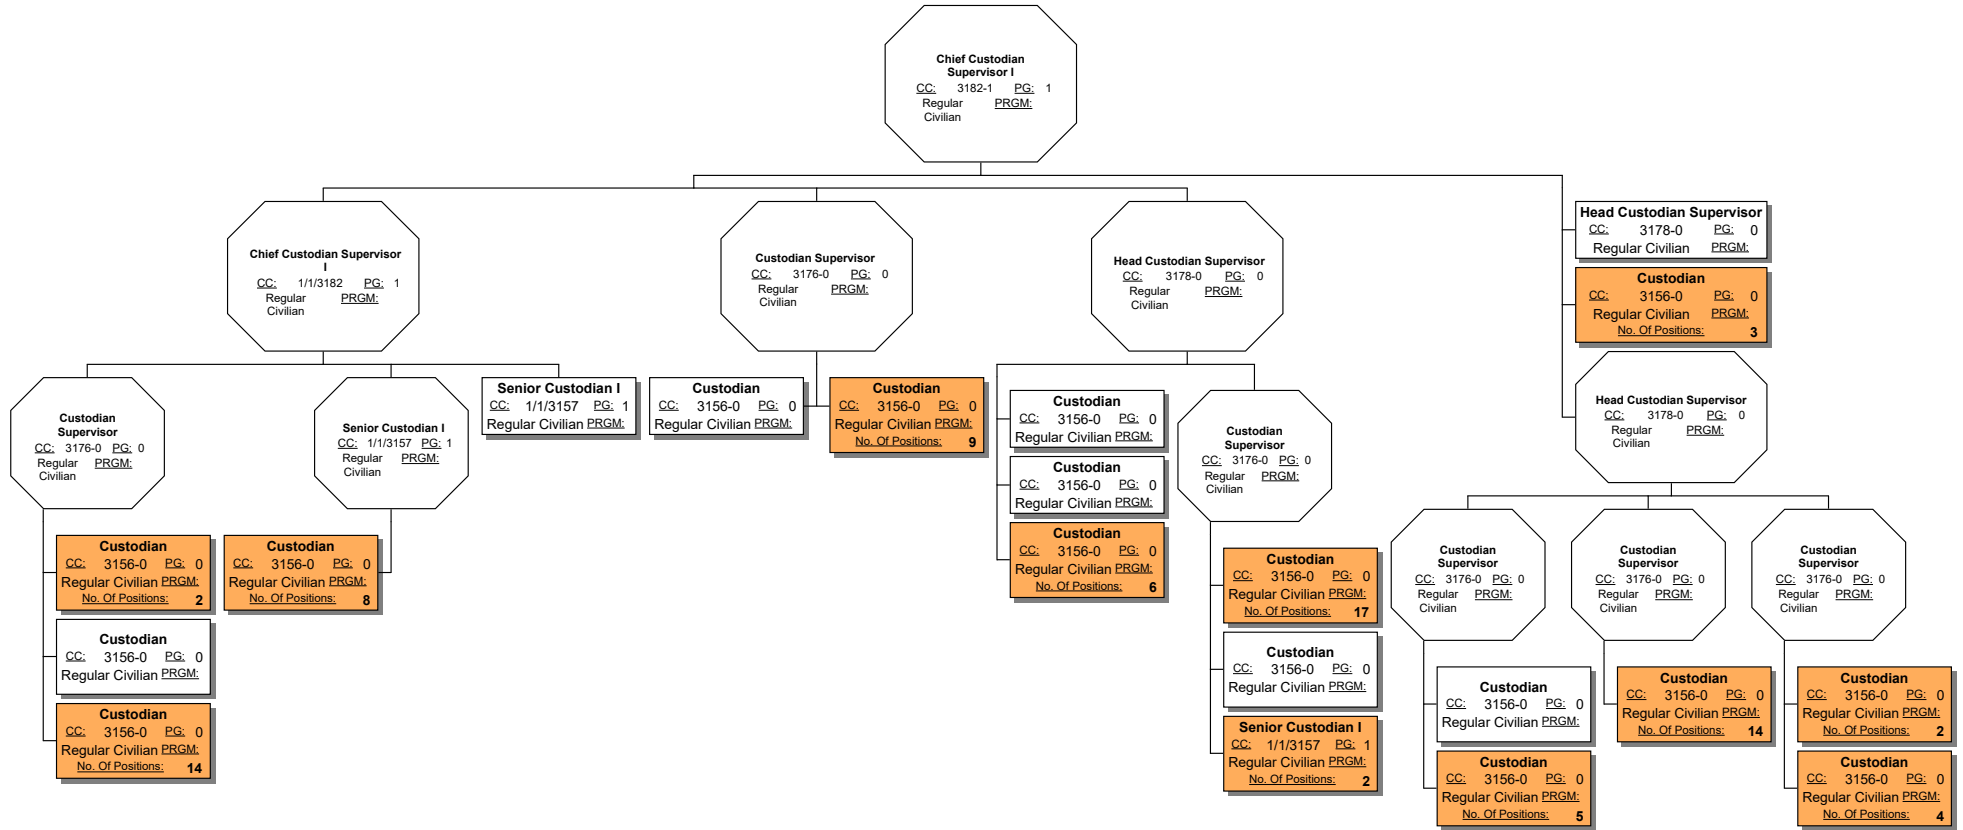 Chief Custodian
Supervisor I
CC: 3182-1 PG: 1
Regular PRGM:
Civilian
Chief Custodian Supervisor
I
CC: 1/1/3182 PG: 1
Regular PRGM:
Civilian
Custodian Supervisor
CC: 3176-0 PG: 0
Regular PRGM:
Civilian
Head Custodian Supervisor
CC: 3178-0 PG: 0
Regular PRGM:
Civilian
Head Custodian Supervisor
CC: 3178-0 PG: 0
Regular Civilian PRGM:
Custodian
CC: 3156-0 PG: 0
Regular Civilian PRGM:
No. Of Positions: 3
Custodian
Supervisor
CC: 3176-0 PG: 0
Regular PRGM:
Civilian
Senior Custodian I
CC: 1/1/3157 PG: 1
Regular PRGM:
Civilian
Senior Custodian I
CC: 1/1/3157 PG: 1
Regular Civilian PRGM:
Custodian
CC: 3156-0 PG: 0
Regular Civilian PRGM:
Custodian
CC: 3156-0 PG: 0
Regular Civilian PRGM:
No. Of Positions: 9
Custodian
CC: 3156-0 PG: 0
Regular Civilian PRGM:
Custodian
CC: 3156-0 PG: 0
Regular Civilian PRGM:
Custodian
CC: 3156-0 PG: 0
Regular Civilian PRGM:
No. Of Positions: 6
Custodian
Supervisor
CC: 3176-0 PG: 0
Regular PRGM:
Civilian
Head Custodian Supervisor
CC: 3178-0 PG: 0
Regular PRGM:
Civilian
Custodian
CC: 3156-0 PG: 0
Regular Civilian PRGM:
No. Of Positions: 2
Custodian
CC: 3156-0 PG: 0
Regular Civilian PRGM:
Custodian
CC: 3156-0 PG: 0
Regular Civilian PRGM:
No. Of Positions: 14
Custodian
CC: 3156-0 PG: 0
Regular Civilian PRGM:
No. Of Positions: 8
Custodian
CC: 3156-0 PG: 0
Regular Civilian PRGM:
No. Of Positions: 17
Custodian
CC: 3156-0 PG: 0
Regular Civilian PRGM:
Senior Custodian I
CC: 1/1/3157 PG: 1
Regular Civilian PRGM:
No. Of Positions: 2
Custodian
Supervisor
CC: 3176-0 PG: 0
Regular PRGM:
Civilian
Custodian
Supervisor
CC: 3176-0 PG: 0
Regular PRGM:
Civilian
Custodian
Supervisor
CC: 3176-0 PG: 0
Regular PRGM:
Civilian
Custodian
CC: 3156-0 PG: 0
Regular Civilian PRGM:
Custodian
CC: 3156-0 PG: 0
Regular Civilian PRGM:
No. Of Positions: 5
Custodian
CC: 3156-0 PG: 0
Regular Civilian PRGM:
No. Of Positions: 14
Custodian
CC: 3156-0 PG: 0
Regular Civilian PRGM:
No. Of Positions: 2
Custodian
CC: 3156-0 PG: 0
Regular Civilian PRGM:
No. Of Positions: 4